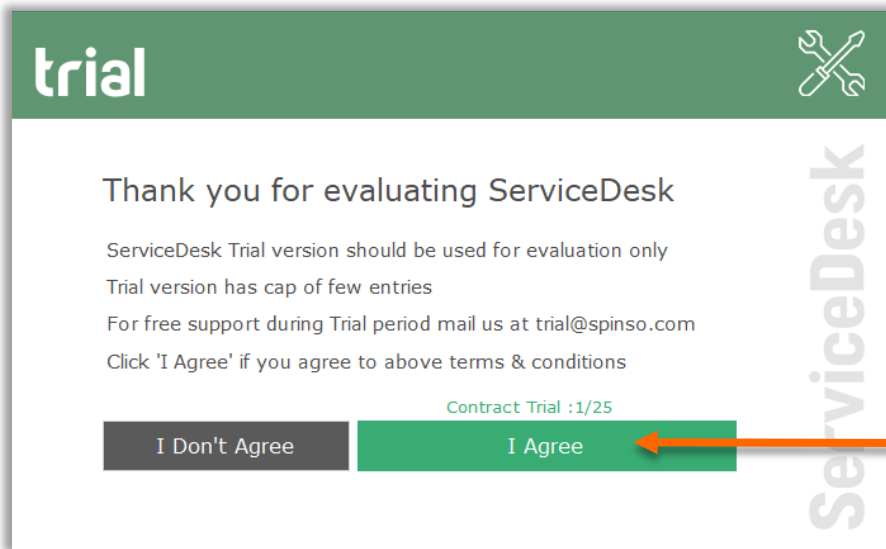 trial
Thank you for evaluating ServiceDesk
ServiceDesk Trial version should be used for evaluation only
Trial version has cap of few entries
For free support during Trial period mail us at trial@spinso.com
Click 'I Agree' if you agree to above terms & conditions
Contract Trial :1/25
I Don't Agree
I Agree
ServiceDesk